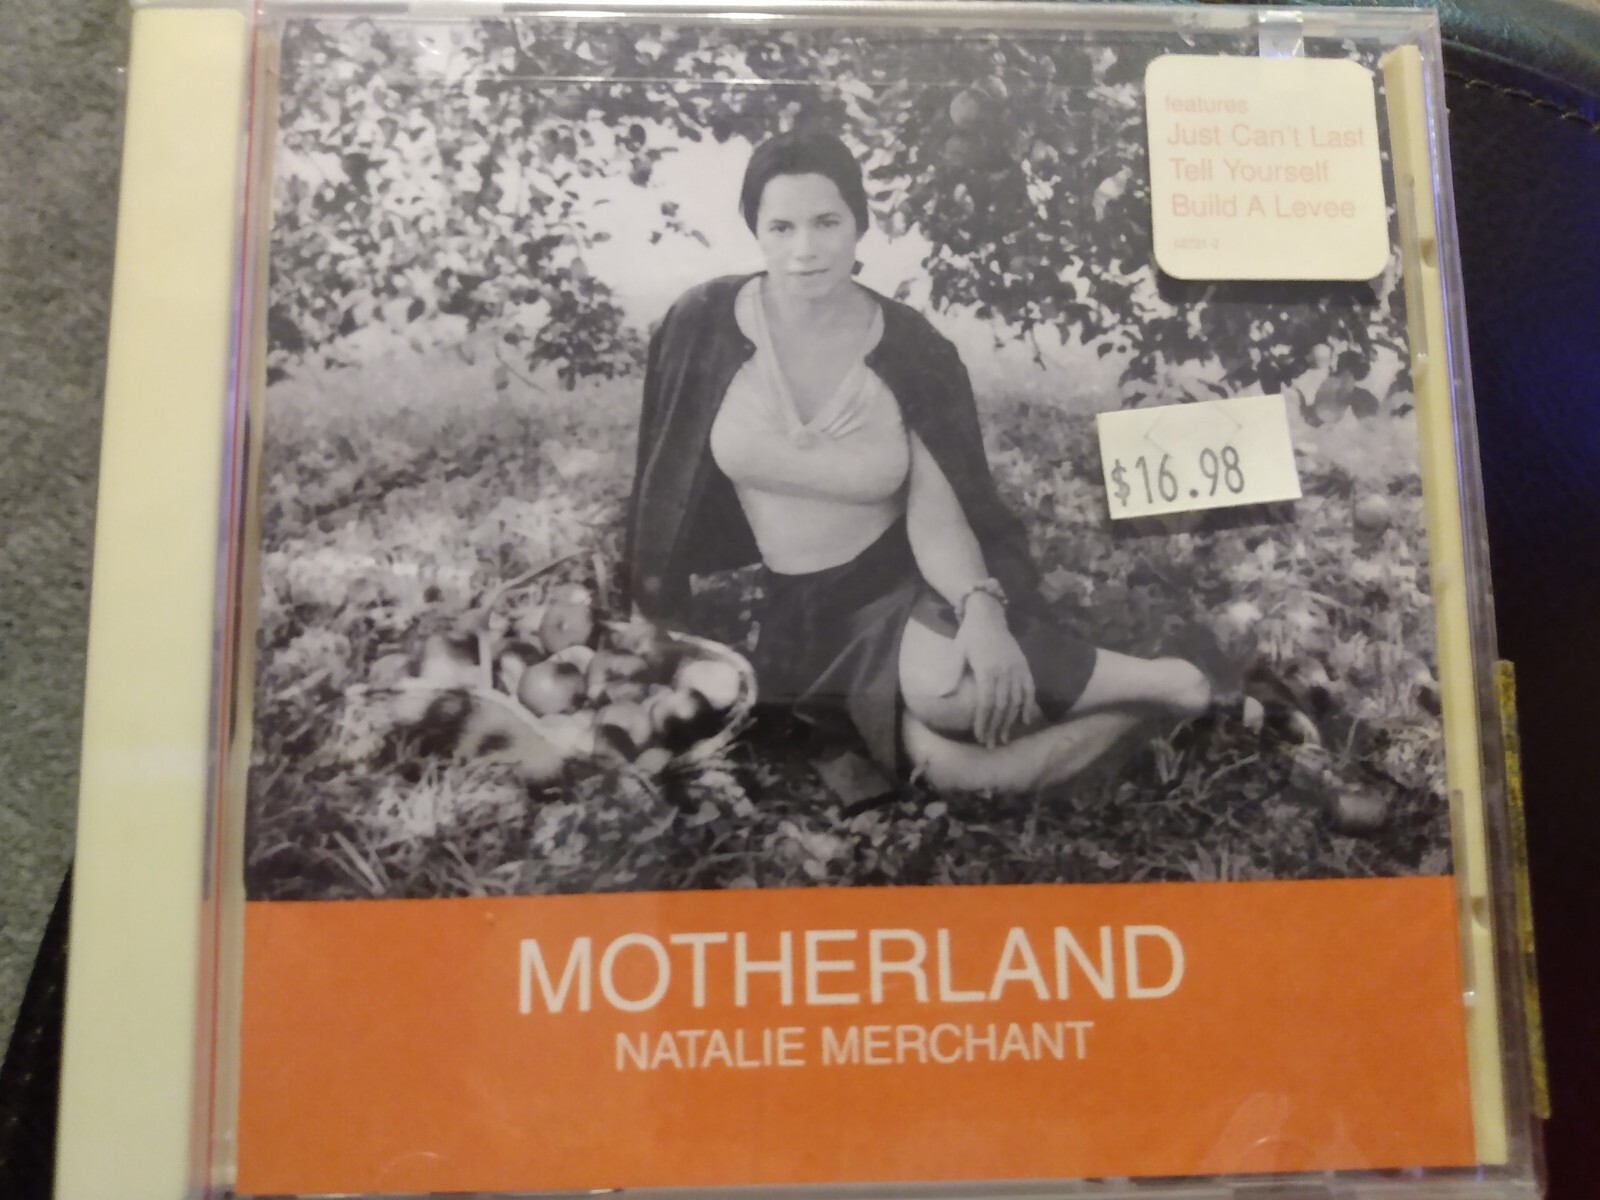 features
Just Can't Last
Tell Yourself
Build A Levee
$16.98
MOTHERLAND
NATALIE MERCHANT